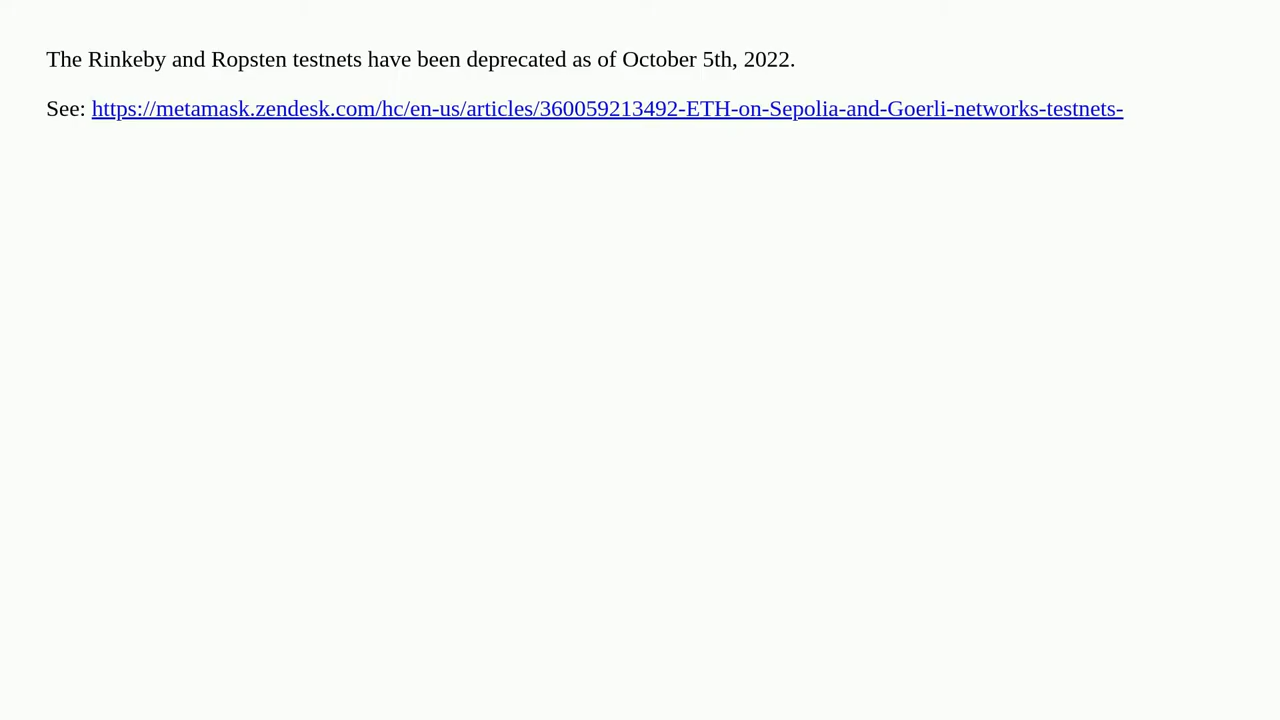 The Rinkeby and Ropsten testnets have been deprecated as of October 5th, 2022.
See: https://metamask.zendesk.com/hc/en-us/articles/360059213492-ETH-on-Sepolia-and-Goerli-networks-testnets-